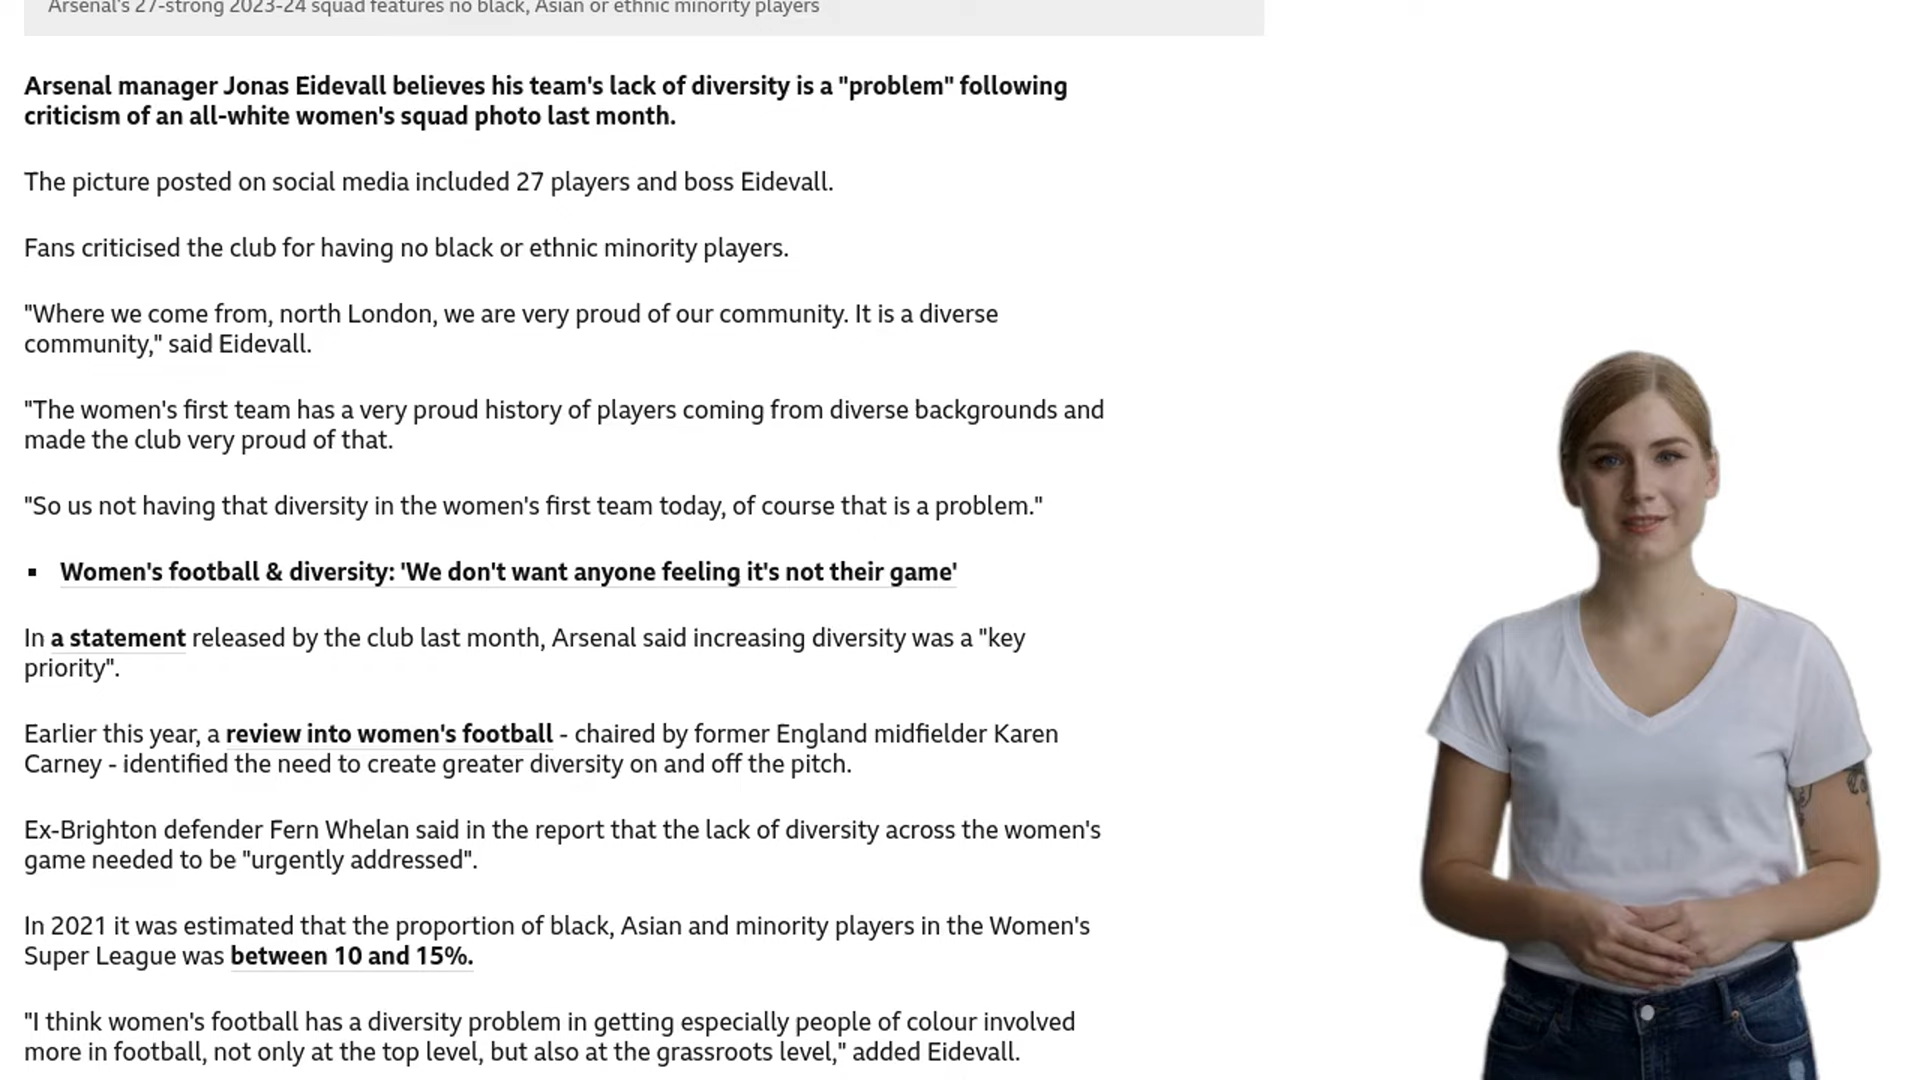 Arsenal's 27-strong 2023-24 squad features no black, Asian or ethnic minority players
Arsenal manager Jonas Eidevall believes his team's lack of diversity is a "problem" following
criticism of an all-white women's squad photo last month.
The picture posted on social media included 27 players and boss Eidevall.
Fans criticised the club for having no black or ethnic minority players.
"Where we come from, north London, we are very proud of our community. It is a diverse
community," said Eidevall.
"The women's first team has a very proud history of players coming from diverse backgrounds and
made the club very proud of that.
"So us not having that diversity in the women's first team today, of course that is a problem."
▪ Women's football & diversity: 'We don't want anyone feeling it's not their game'
In a statement released by the club last month, Arsenal said increasing diversity was a "key
priority".
Earlier this year, a review into women's football - chaired by former England midfielder Karen
Carney - identified the need to create greater diversity on and off the pitch.
Ex-Brighton defender Fern Whelan said in the report that the lack of diversity across the women's
game needed to be "urgently addressed".
In 2021 it was estimated that the proportion of black, Asian and minority players in the Women's
Super League was between 10 and 15%.
"I think women's football has a diversity problem in getting especially people of colour involved
more in football, not only at the top level, but also at the grassroots level," added Eidevall.